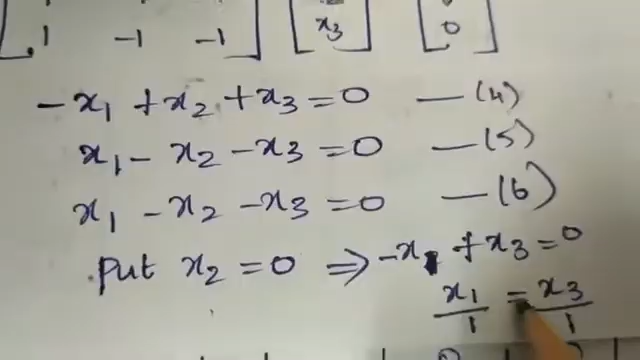 1 -1 -1 x₃ 0
-x₁ + x₂ + x₃ = 0 — (4)
x₁ - x₂ - x₃ = 0 — (5)
x₁ - x₂ - x₃ = 0 — (6)
Put x₂ = 0 ⇒ -x₁ + x₃ = 0
x₁/1 = x₃/1